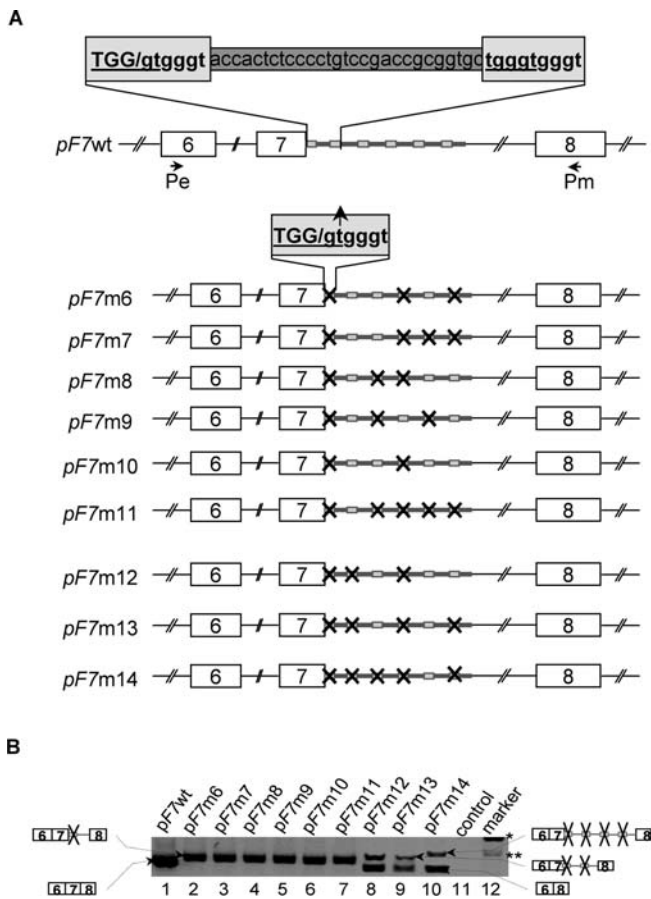 A
TGG/gtgggt accactctcccctgtccgaccgcggtgc tgggtgggt
pF7wt
6 7 8
Pe Pm
TGG/gtgggt
pF7m6 6 7 8
pF7m7 6 7 8
pF7m8 6 7 8
pF7m9 6 7 8
pF7m10 6 7 8
pF7m11 6 7 8
pF7m12 6 7 8
pF7m13 6 7 8
pF7m14 6 7 8
B
pF7wt pF7m6 pF7m7 pF7m8 pF7m9 pF7m10 pF7m11 pF7m12 pF7m13 pF7m14 control marker
6 7 8
6 7 8
*
6 7 8
**
6 7 8
6 8
1 2 3 4 5 6 7 8 9 10 11 12